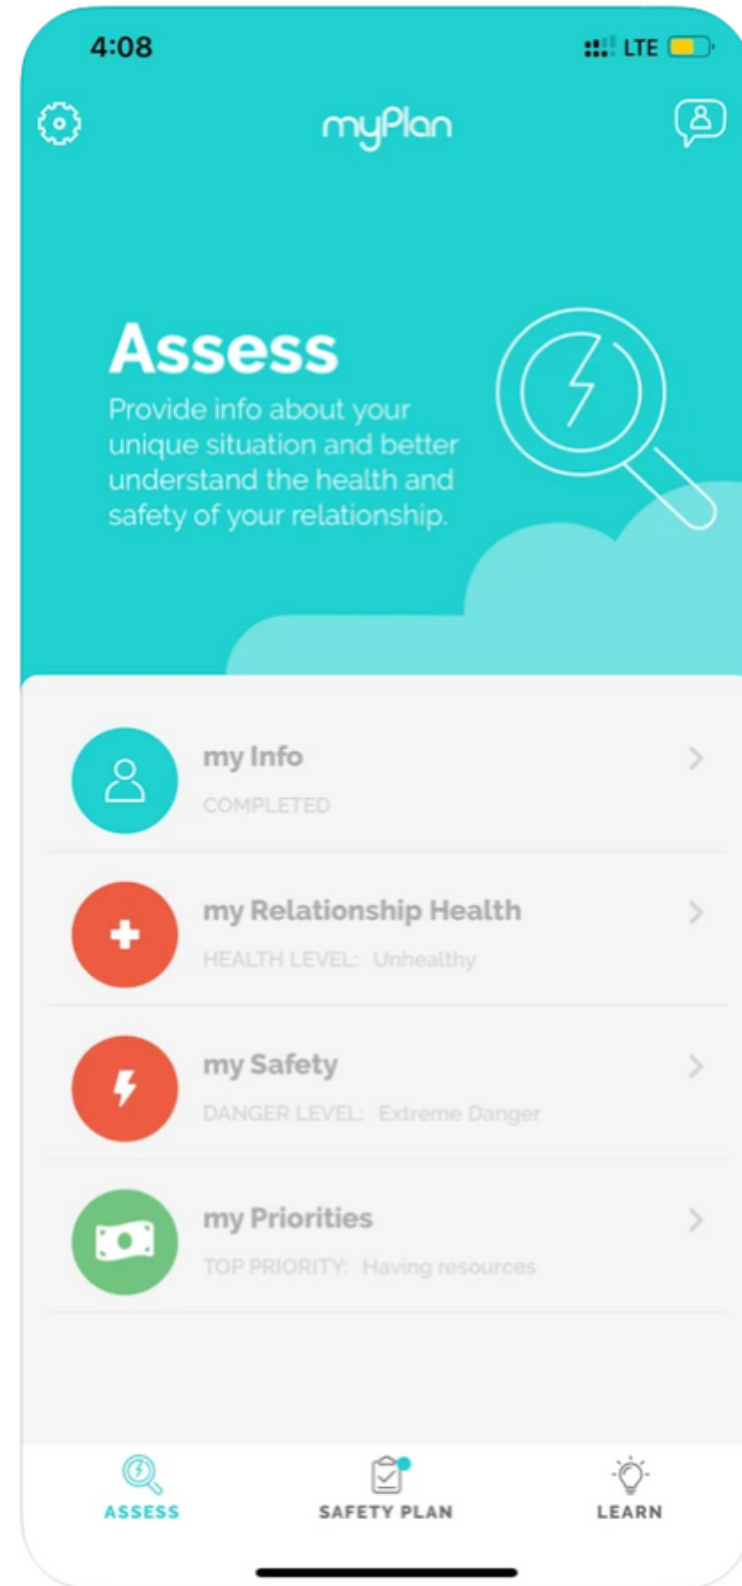 4:08
LTE
myPlan
Assess
Provide info about your
unique situation and better
understand the health and
safety of your relationship.
my Info
COMPLETED
my Relationship Health
HEALTH LEVEL: Unhealthy
my Safety
DANGER LEVEL: Extreme Danger
my Priorities
TOP PRIORITY: Having resources
ASSESS
SAFETY PLAN
LEARN